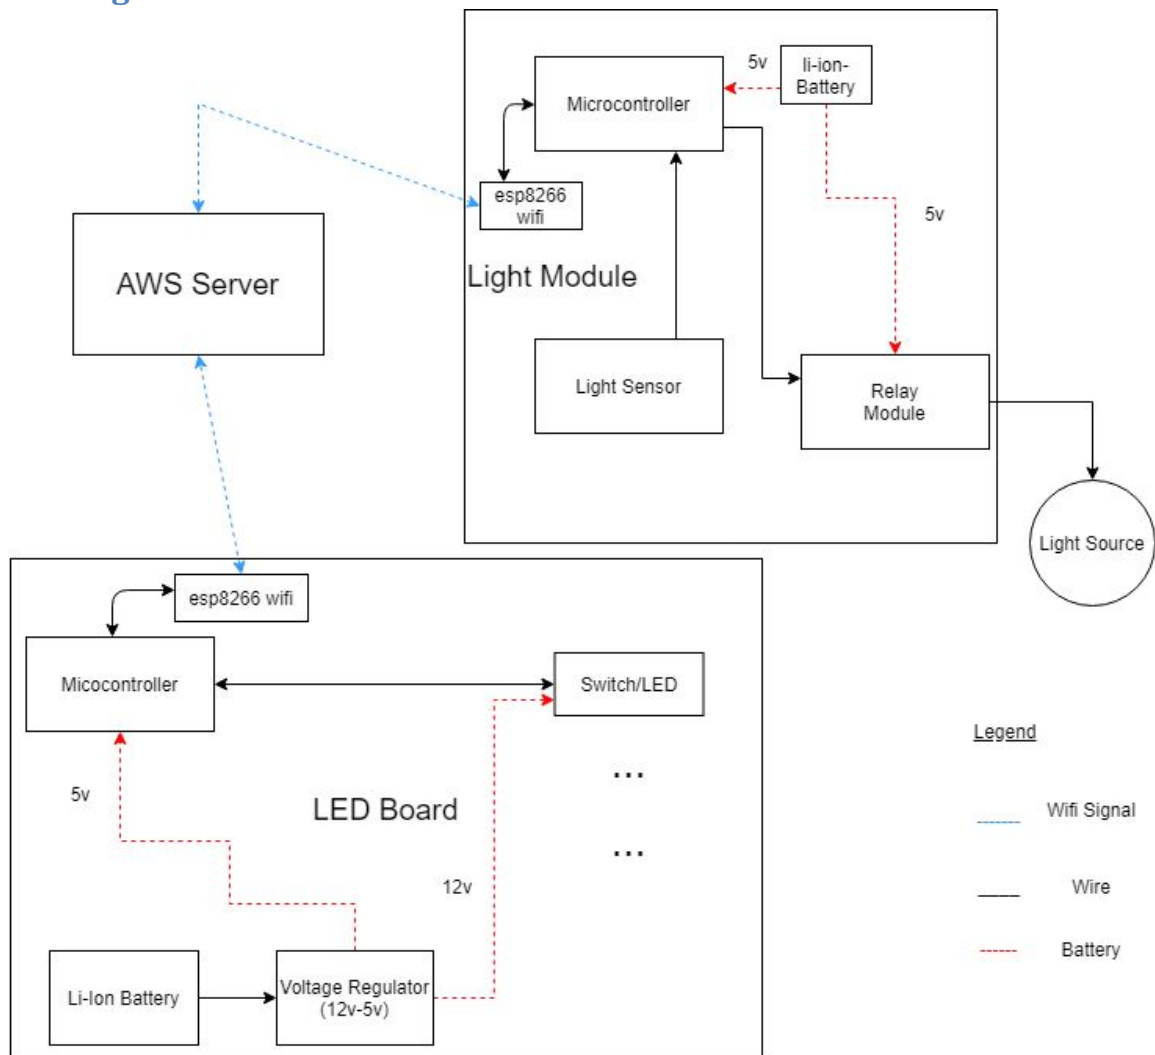 5v
li-ion-
Battery
Microcontroller
esp8266
wifi
5v
AWS Server
Light Module
Light Sensor
Relay
Module
Light Source
esp8266 wifi
Micocontroller
Switch/LED
Legend
...
5v
LED Board
Wifi Signal
...
12v
Wire
Battery
Li-Ion Battery
Voltage Regulator
(12v-5v)